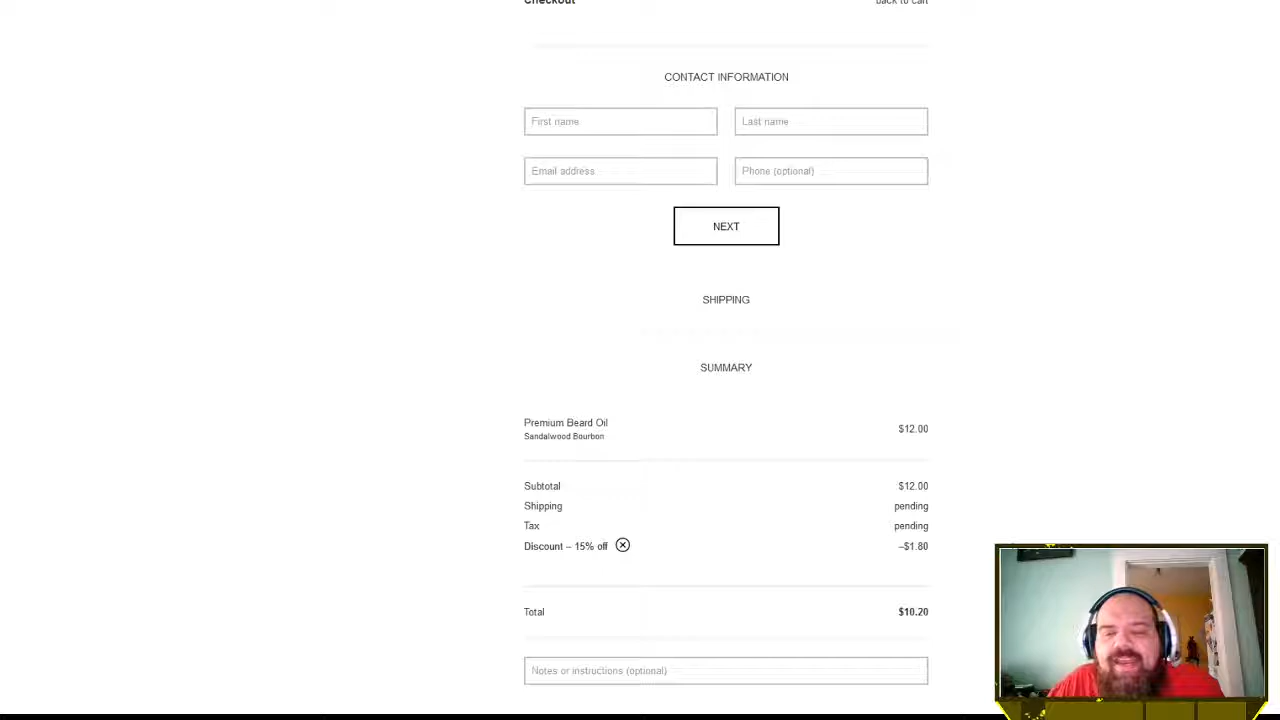 Checkout
back to cart
CONTACT INFORMATION
First name
Last name
Email address
Phone (optional)
NEXT
SHIPPING
SUMMARY
Premium Beard Oil
Sandalwood Bourbon
$12.00
Subtotal
$12.00
Shipping
pending
Tax
pending
Discount – 15% off
–$1.80
Total
$10.20
Notes or instructions (optional)